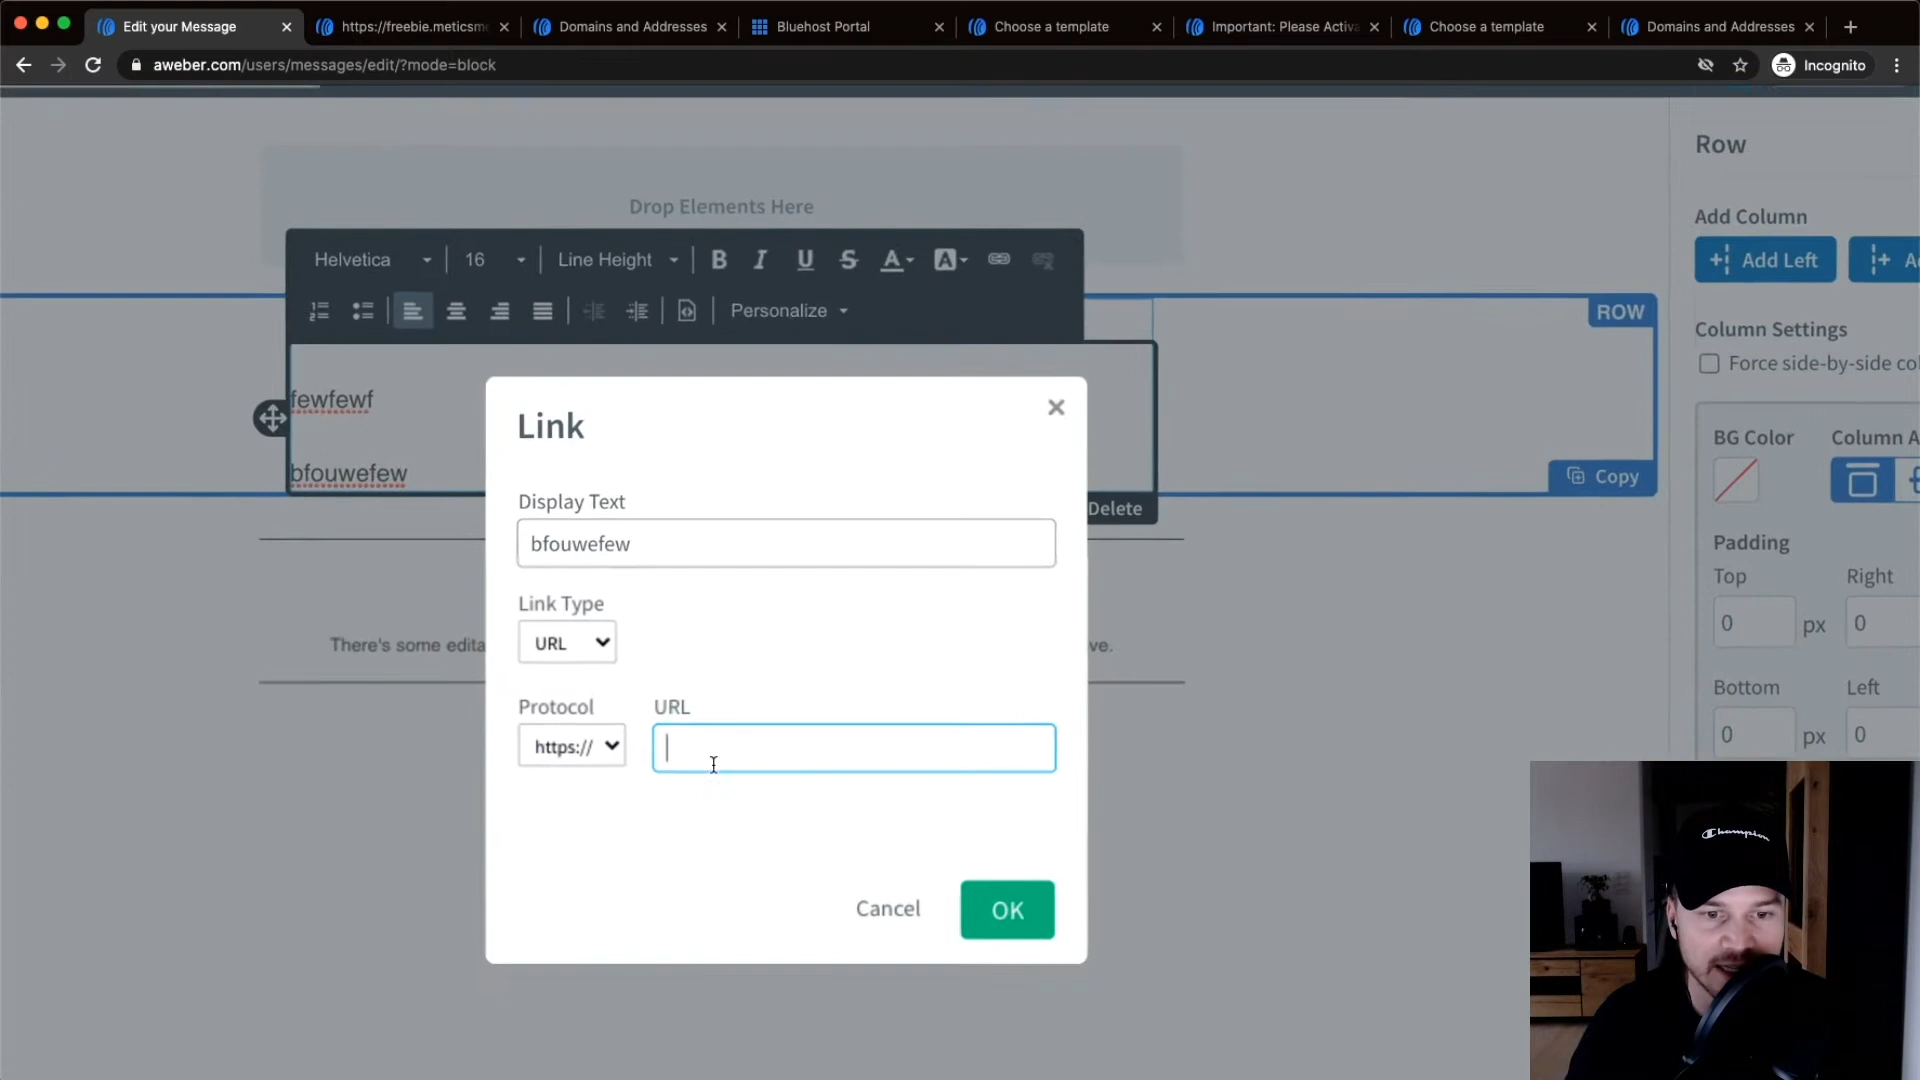 Edit your Message
https://freebie.meticsme
Domains and Addresses
Bluehost Portal
Choose a template
Important: Please Activa
Choose a template
Domains and Addresses
aweber.com/users/messages/edit/?mode=block
Incognito
Row
Drop Elements Here
Add Column
Helvetica
16
Line Height
B I U S A A
Add Left
Ad
Personalize
ROW
Column Settings
Force side-by-side col
fewfewf
Link
BG Color
Column A
bfouwefew
Copy
Display Text
Delete
bfouwefew
Padding
Link Type
Top
Right
URL
0 px
0
There's some edita
ve.
Bottom
Left
Protocol
URL
https://
0 px
0
Champion
Cancel
OK